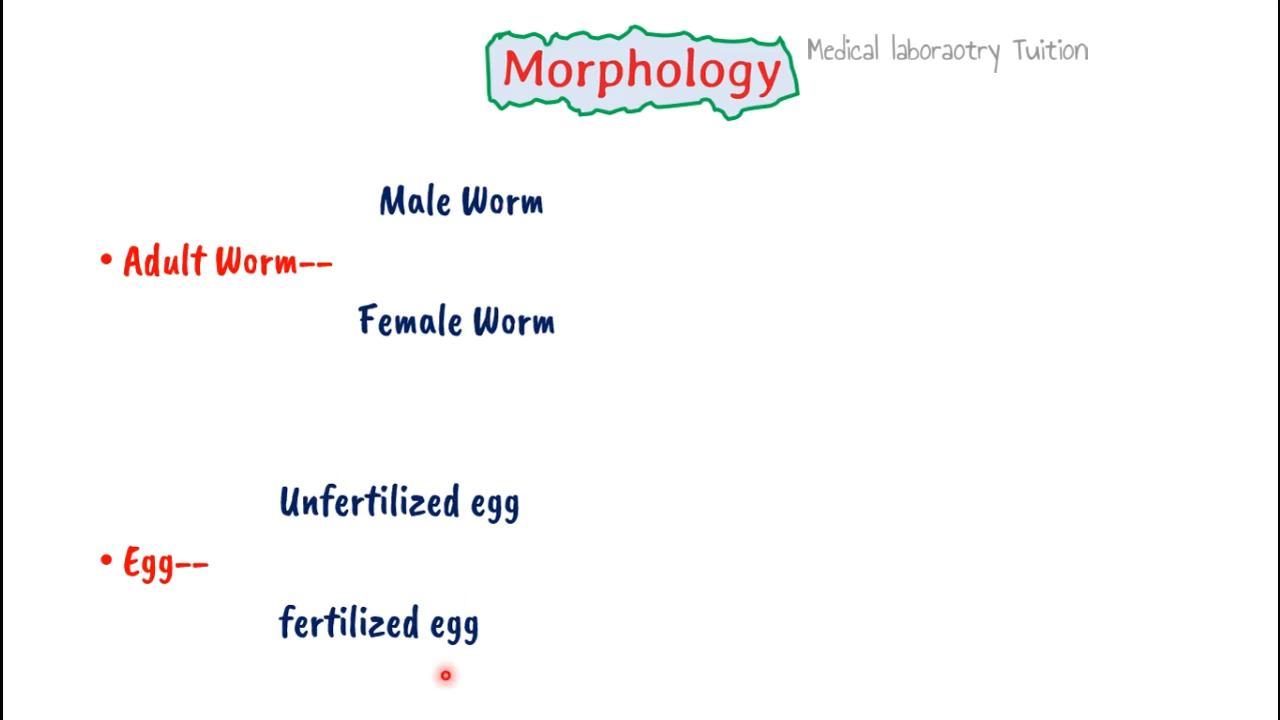 Morphology
Medical laboraotry Tuition
Male Worm
• Adult Worm--
Female Worm
Unfertilized egg
• Egg--
fertilized egg